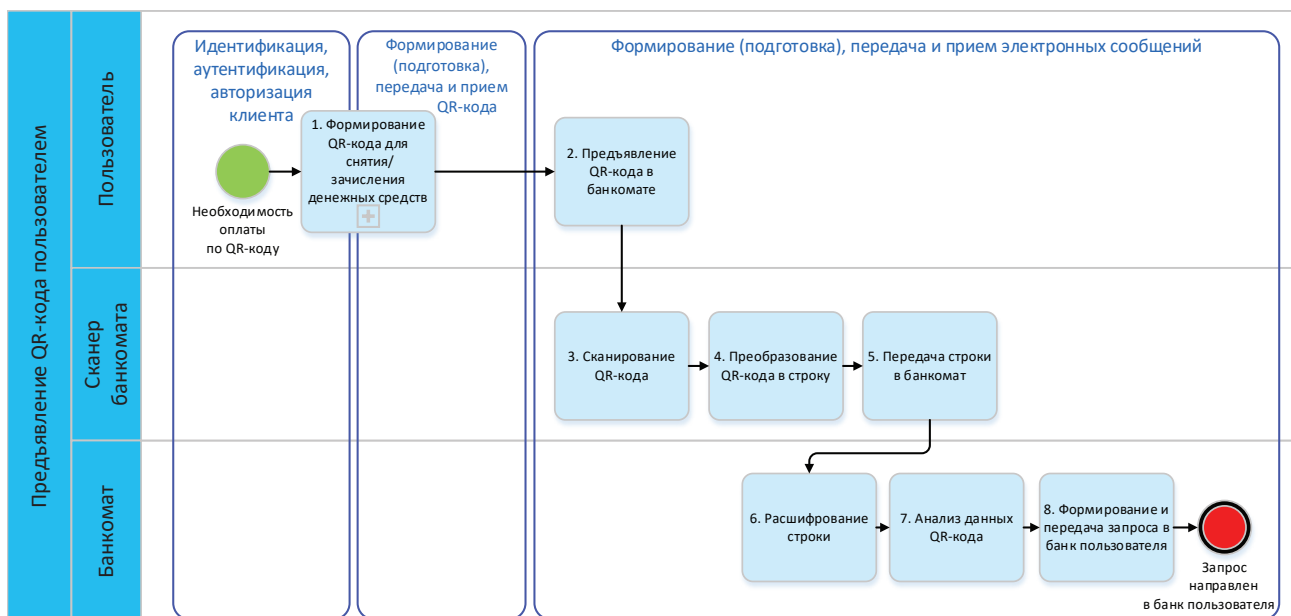 Предъявление QR-кода пользователем
Пользователь
Сканер
банкомата
Банкомат
Идентификация,
аутентификация,
авторизация
клиента
Формирование
(подготовка),
передача и прием
QR-кода
Формирование (подготовка), передача и прием электронных сообщений
Необходимость
оплаты
по QR-коду
1. Формирование
QR-кода для
снятия/
зачисления
денежных средств
2. Предъявление
QR-кода в
банкомате
3. Сканирование
QR-кода
4. Преобразование
QR-кода в строку
5. Передача строки
в банкомат
6. Расшифрование
строки
7. Анализ данных
QR-кода
8. Формирование и
передача запроса в
банк пользователя
Запрос
направлен
в банк пользователя